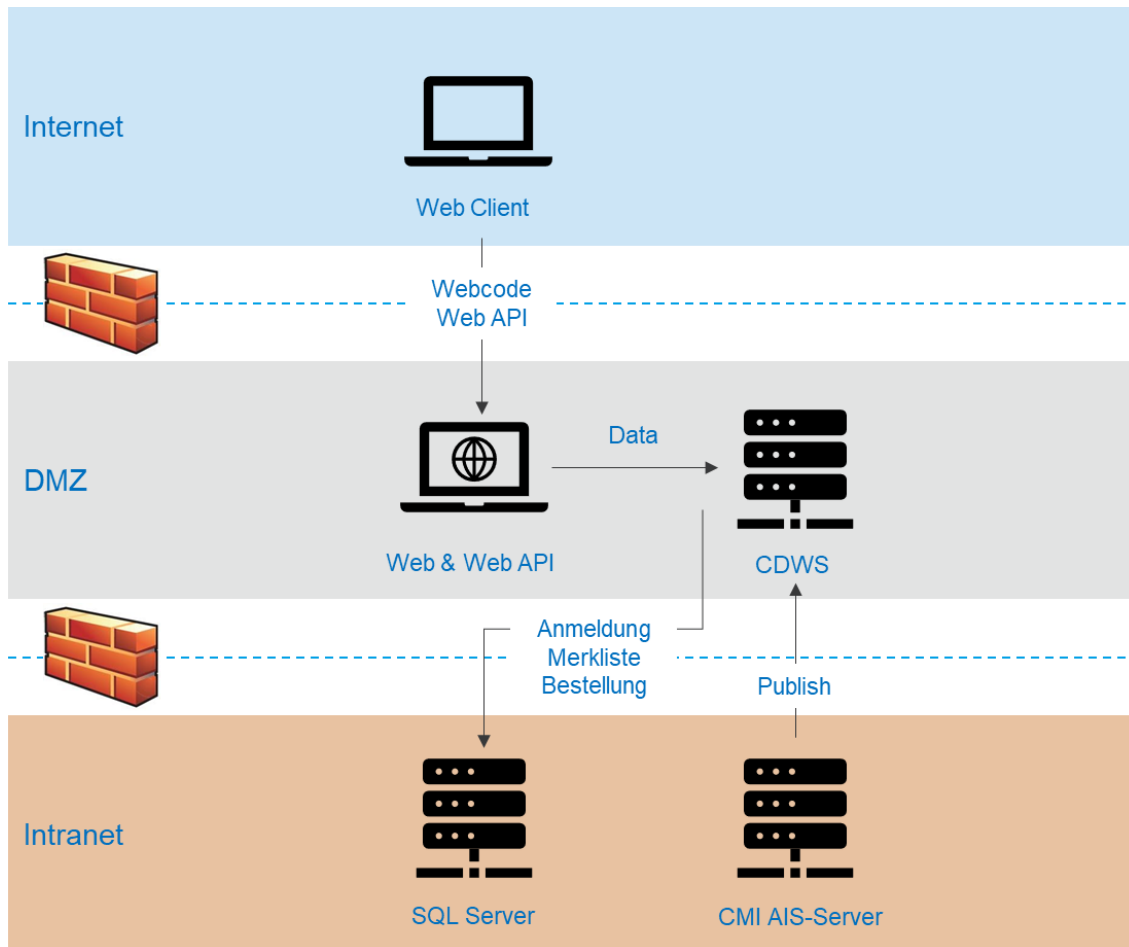 Internet
Web Client
Webcode
Web API
Data
DMZ
Web & Web API
CDWS
Anmeldung
Merkliste
Bestellung
Publish
Intranet
SQL Server
CMI AIS-Server